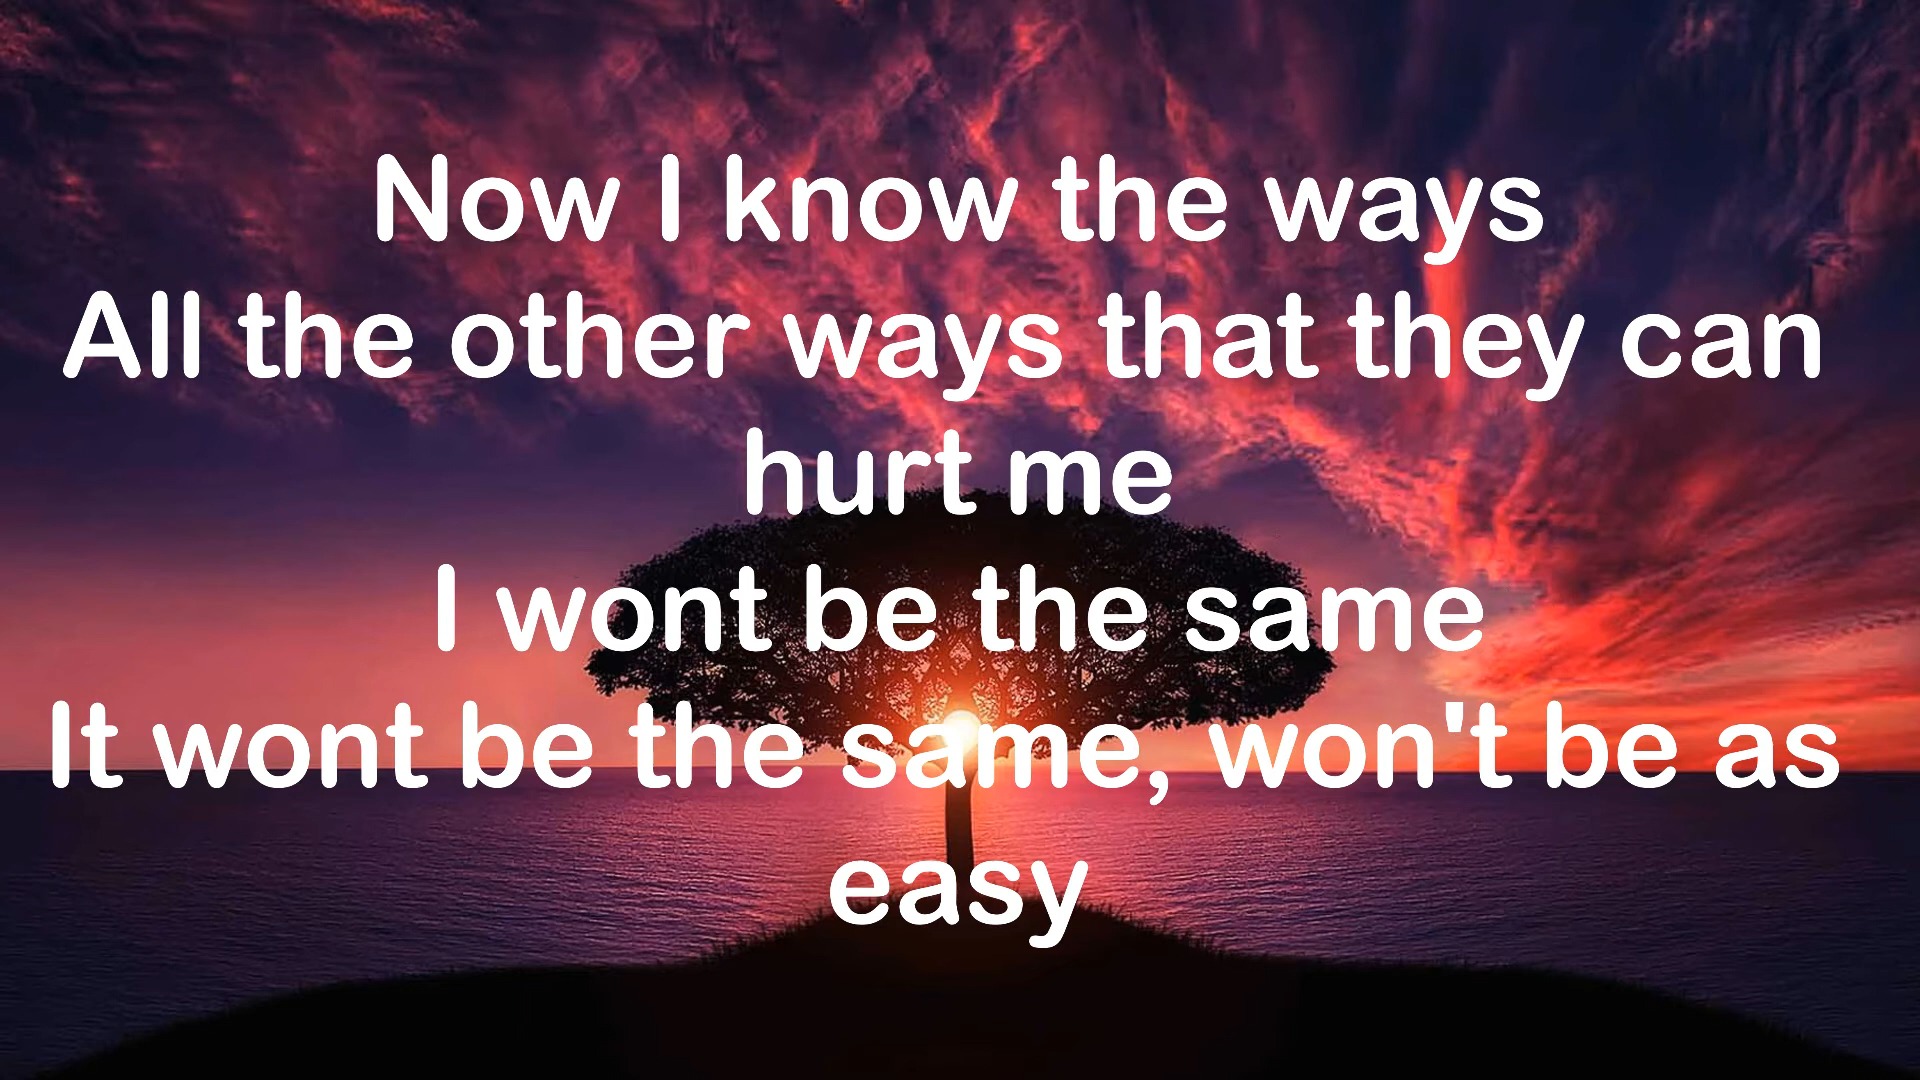 Now I know the ways
All the other ways that they can
hurt me
I wont be the same
It wont be the same, won't be as
easy